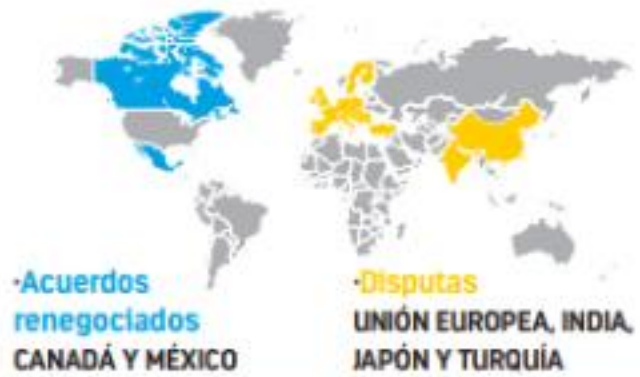 ·Acuerdos
renegociados
CANADÁ Y MÉXICO
·Disputas
UNIÓN EUROPEA, INDIA,
JAPÓN Y TURQUÍA